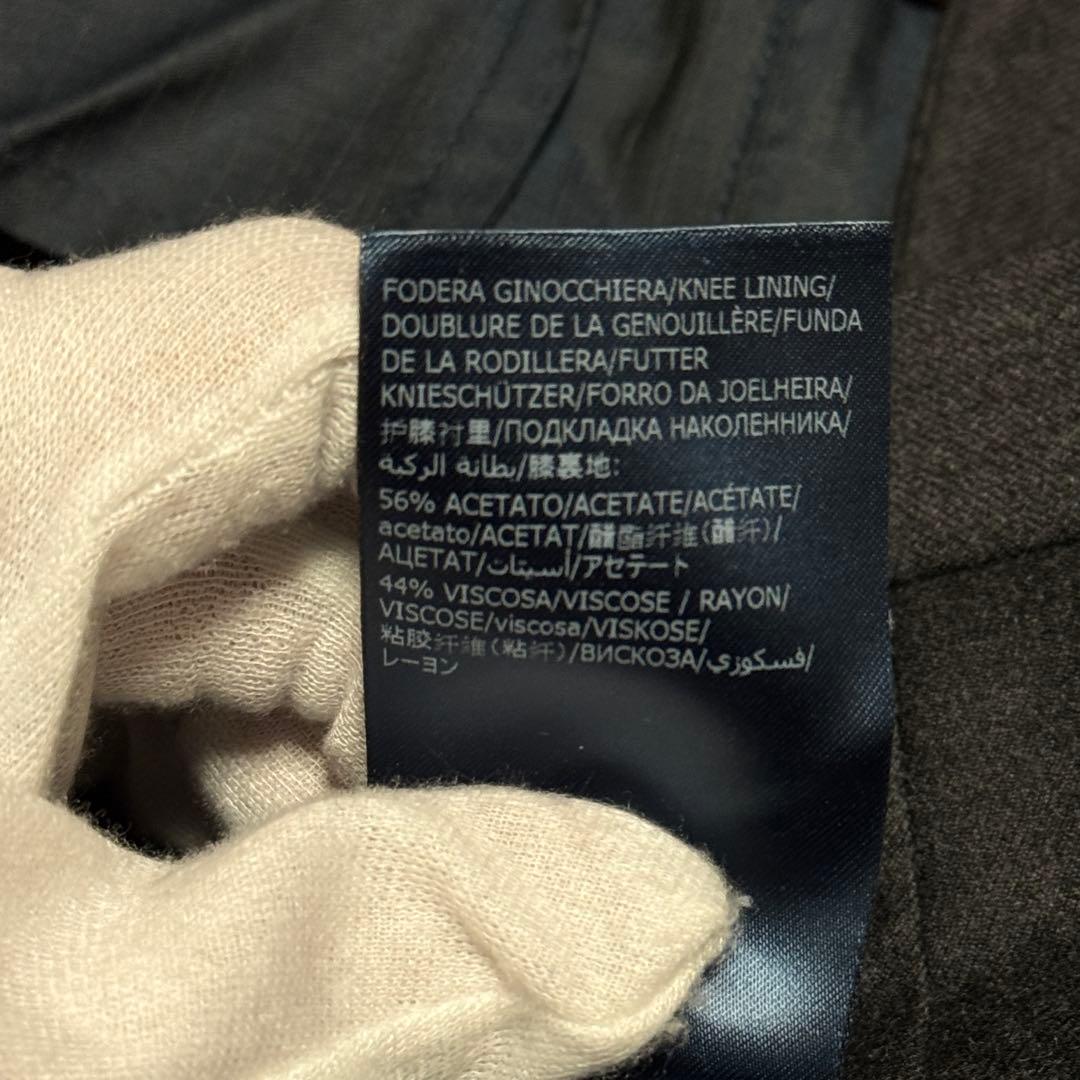 FODERA GINOCCHIERA/KNEE LINING/
DOUBLURE DE LA GENOUILLÈRE/FUNDA
DE LA RODILLERA/FUTTER
KNIESCHÜTZER/FORRO DA JOELHEIRA/
护膝衬里/ПОДКЛАДКА НАКОЛЕННИКА/
بطانة الركبة/膝裏地:
56% ACETATO/ACETATE/ACÉTATE/
acetato/ACETAT/醋酯纤维(醋纤)/
АЦЕТАТ/أسيتات/アセテート
44% VISCOSA/VISCOSE / RAYON/
VISCOSE/viscosa/VISKOSE/
粘胶纤维(粘纤)/ВИСКОЗА/فسكوزي/
レーヨン